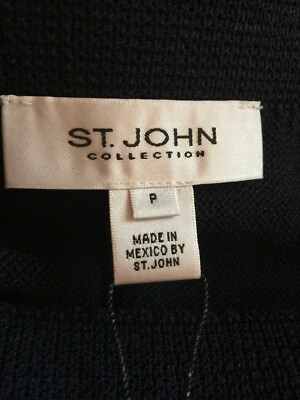 ST. JOHN
COLLECTION
P
MADE IN
MEXICO BY
ST.JOHN